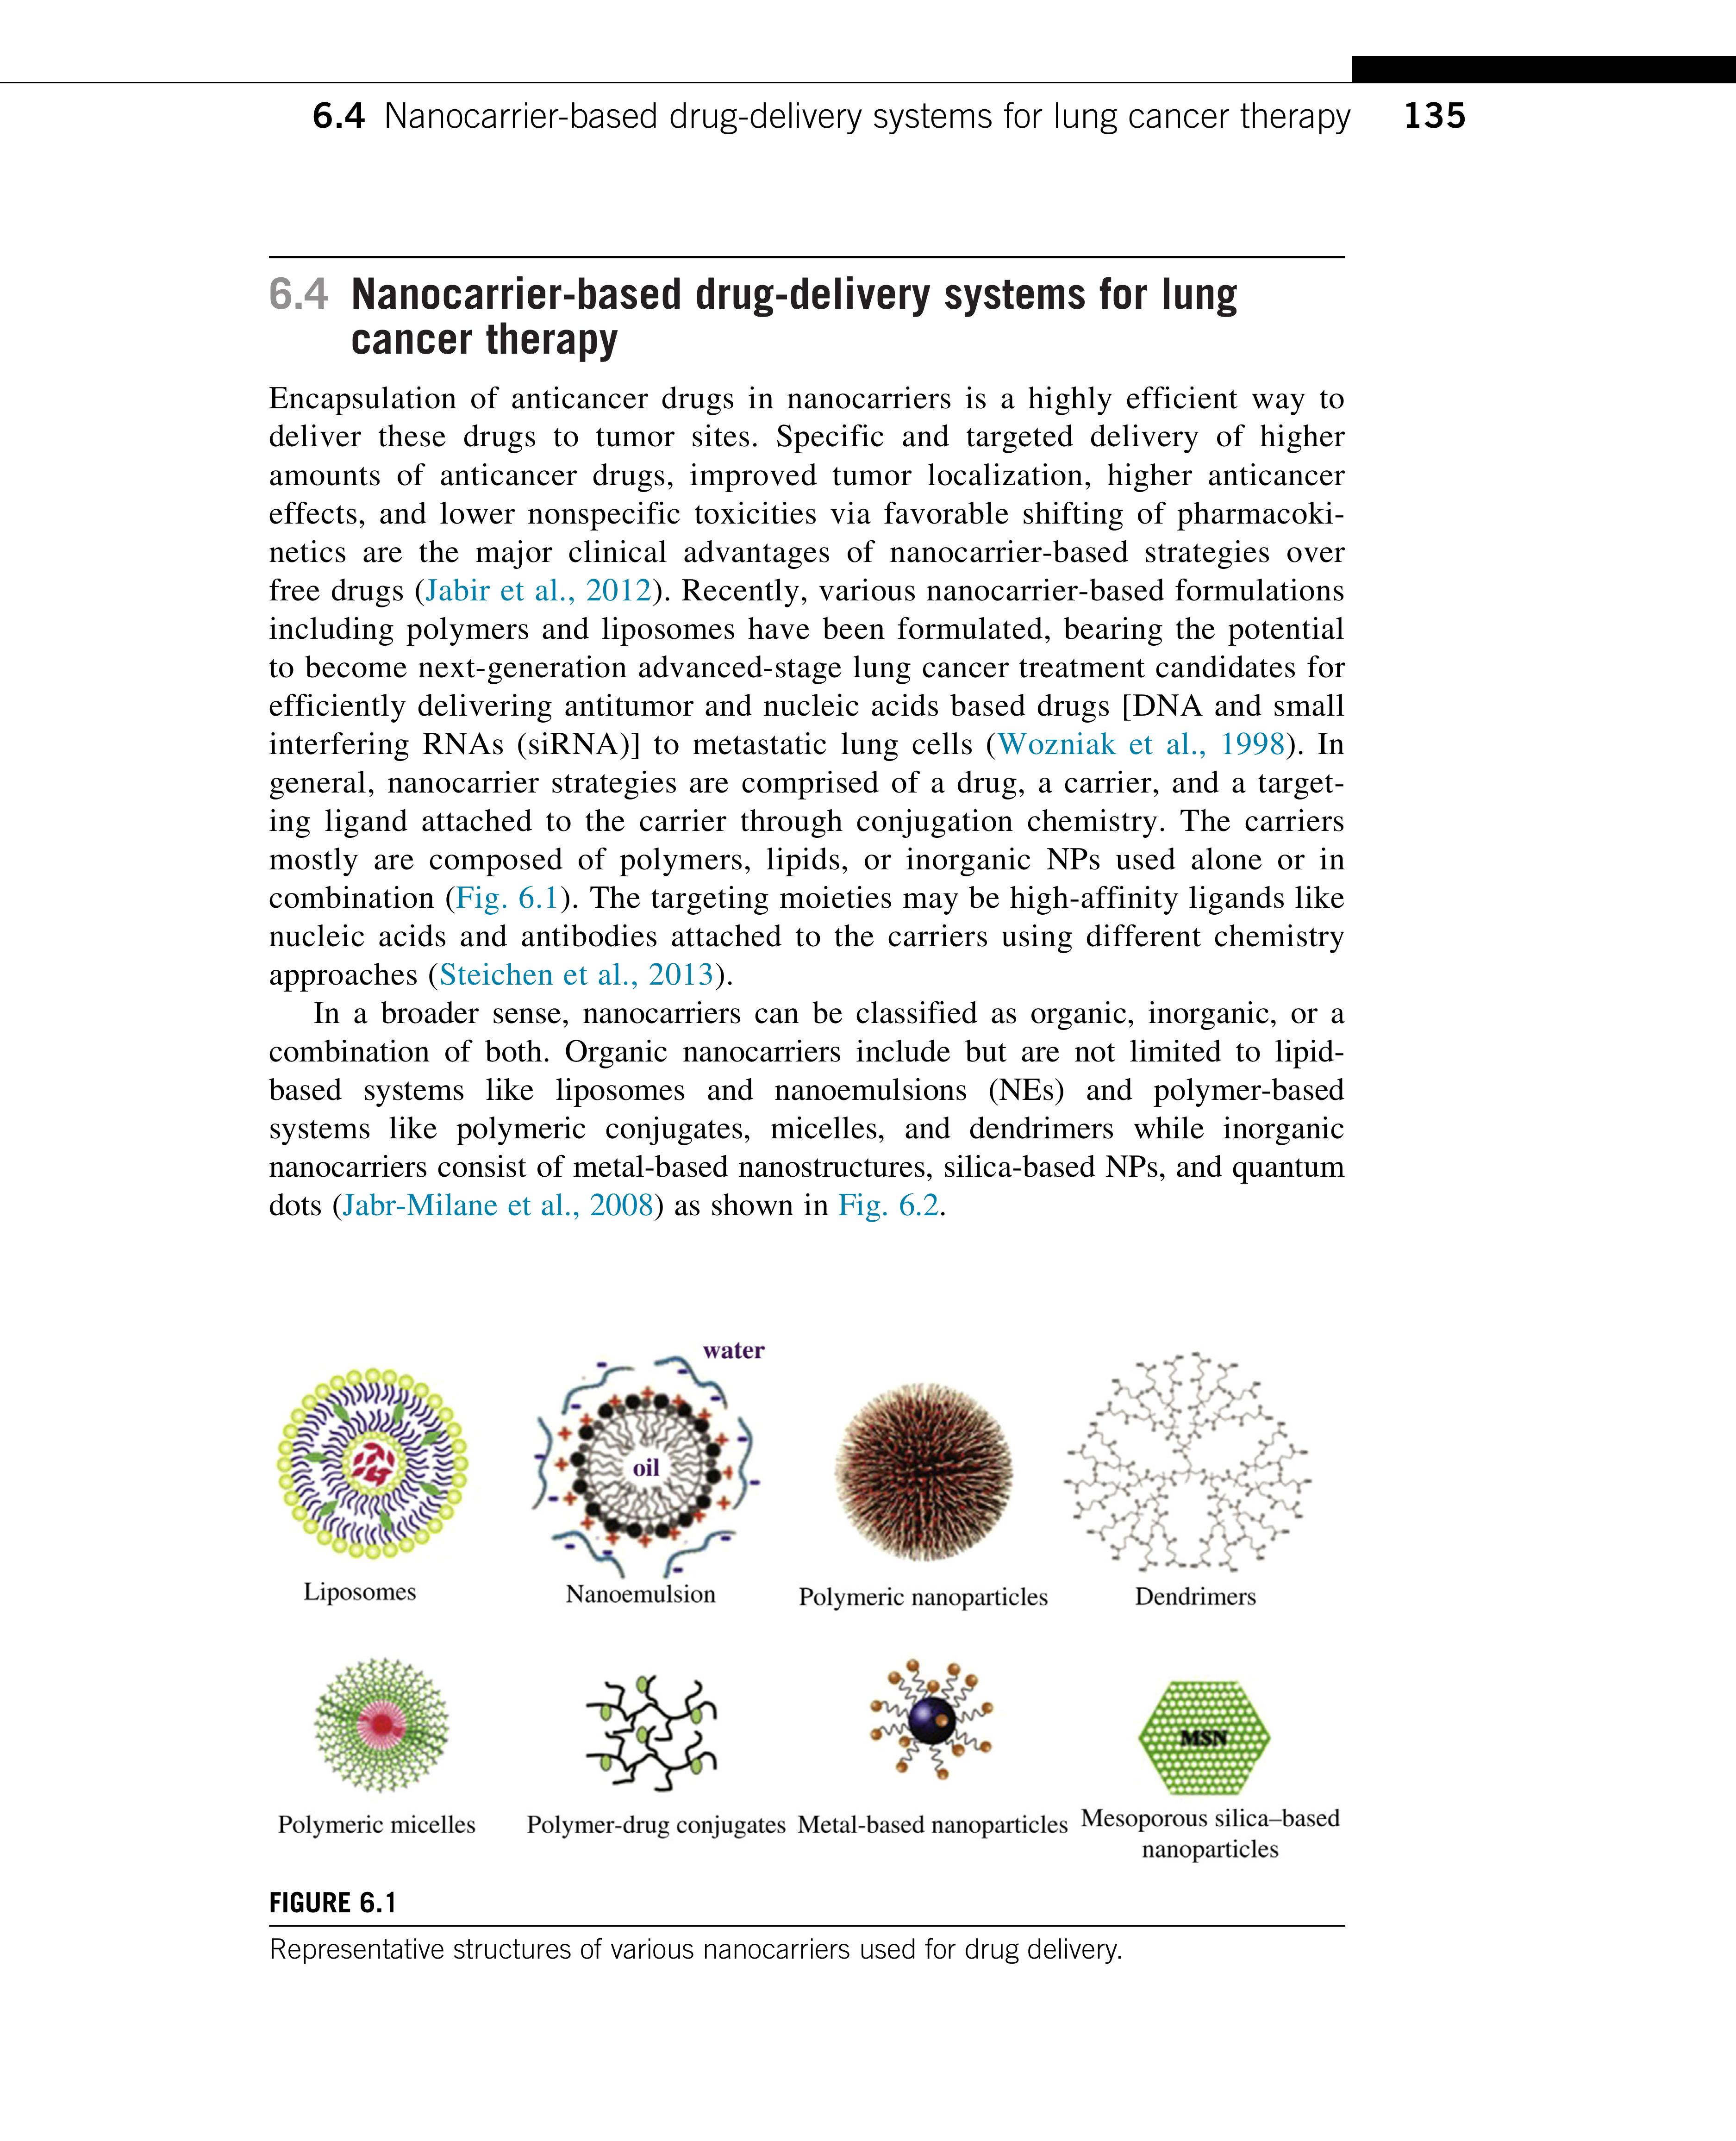 6.4 Nanocarrier-based drug-delivery systems for lung cancer therapy 135
6.4 Nanocarrier-based drug-delivery systems for lung
cancer therapy
Encapsulation of anticancer drugs in nanocarriers is a highly efficient way to
deliver these drugs to tumor sites. Specific and targeted delivery of higher
amounts of anticancer drugs, improved tumor localization, higher anticancer
effects, and lower nonspecific toxicities via favorable shifting of pharmacoki-
netics are the major clinical advantages of nanocarrier-based strategies over
free drugs (Jabir et al., 2012). Recently, various nanocarrier-based formulations
including polymers and liposomes have been formulated, bearing the potential
to become next-generation advanced-stage lung cancer treatment candidates for
efficiently delivering antitumor and nucleic acids based drugs [DNA and small
interfering RNAs (siRNA)] to metastatic lung cells (Wozniak et al., 1998). In
general, nanocarrier strategies are comprised of a drug, a carrier, and a target-
ing ligand attached to the carrier through conjugation chemistry. The carriers
mostly are composed of polymers, lipids, or inorganic NPs used alone or in
combination (Fig. 6.1). The targeting moieties may be high-affinity ligands like
nucleic acids and antibodies attached to the carriers using different chemistry
approaches (Steichen et al., 2013).
In a broader sense, nanocarriers can be classified as organic, inorganic, or a
combination of both. Organic nanocarriers include but are not limited to lipid-
based systems like liposomes and nanoemulsions (NEs) and polymer-based
systems like polymeric conjugates, micelles, and dendrimers while inorganic
nanocarriers consist of metal-based nanostructures, silica-based NPs, and quantum
dots (Jabr-Milane et al., 2008) as shown in Fig. 6.2.
water
oil
Liposomes
Nanoemulsion
Polymeric nanoparticles
Dendrimers
MSN
Polymeric micelles
Polymer-drug conjugates
Metal-based nanoparticles
Mesoporous silica–based
nanoparticles
FIGURE 6.1
Representative structures of various nanocarriers used for drug delivery.